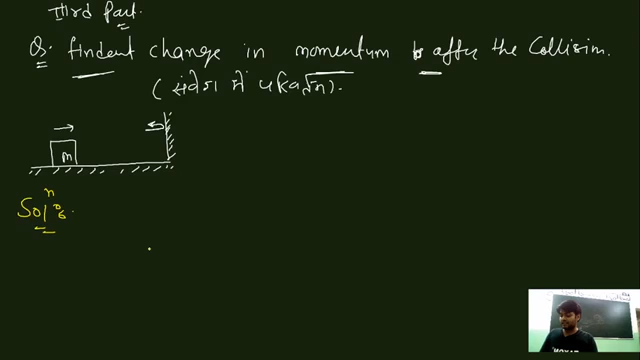 Third Part.
Q. findout change in momentum after the Collision.
(संवेग में परिवर्तन).
m
Solⁿ: